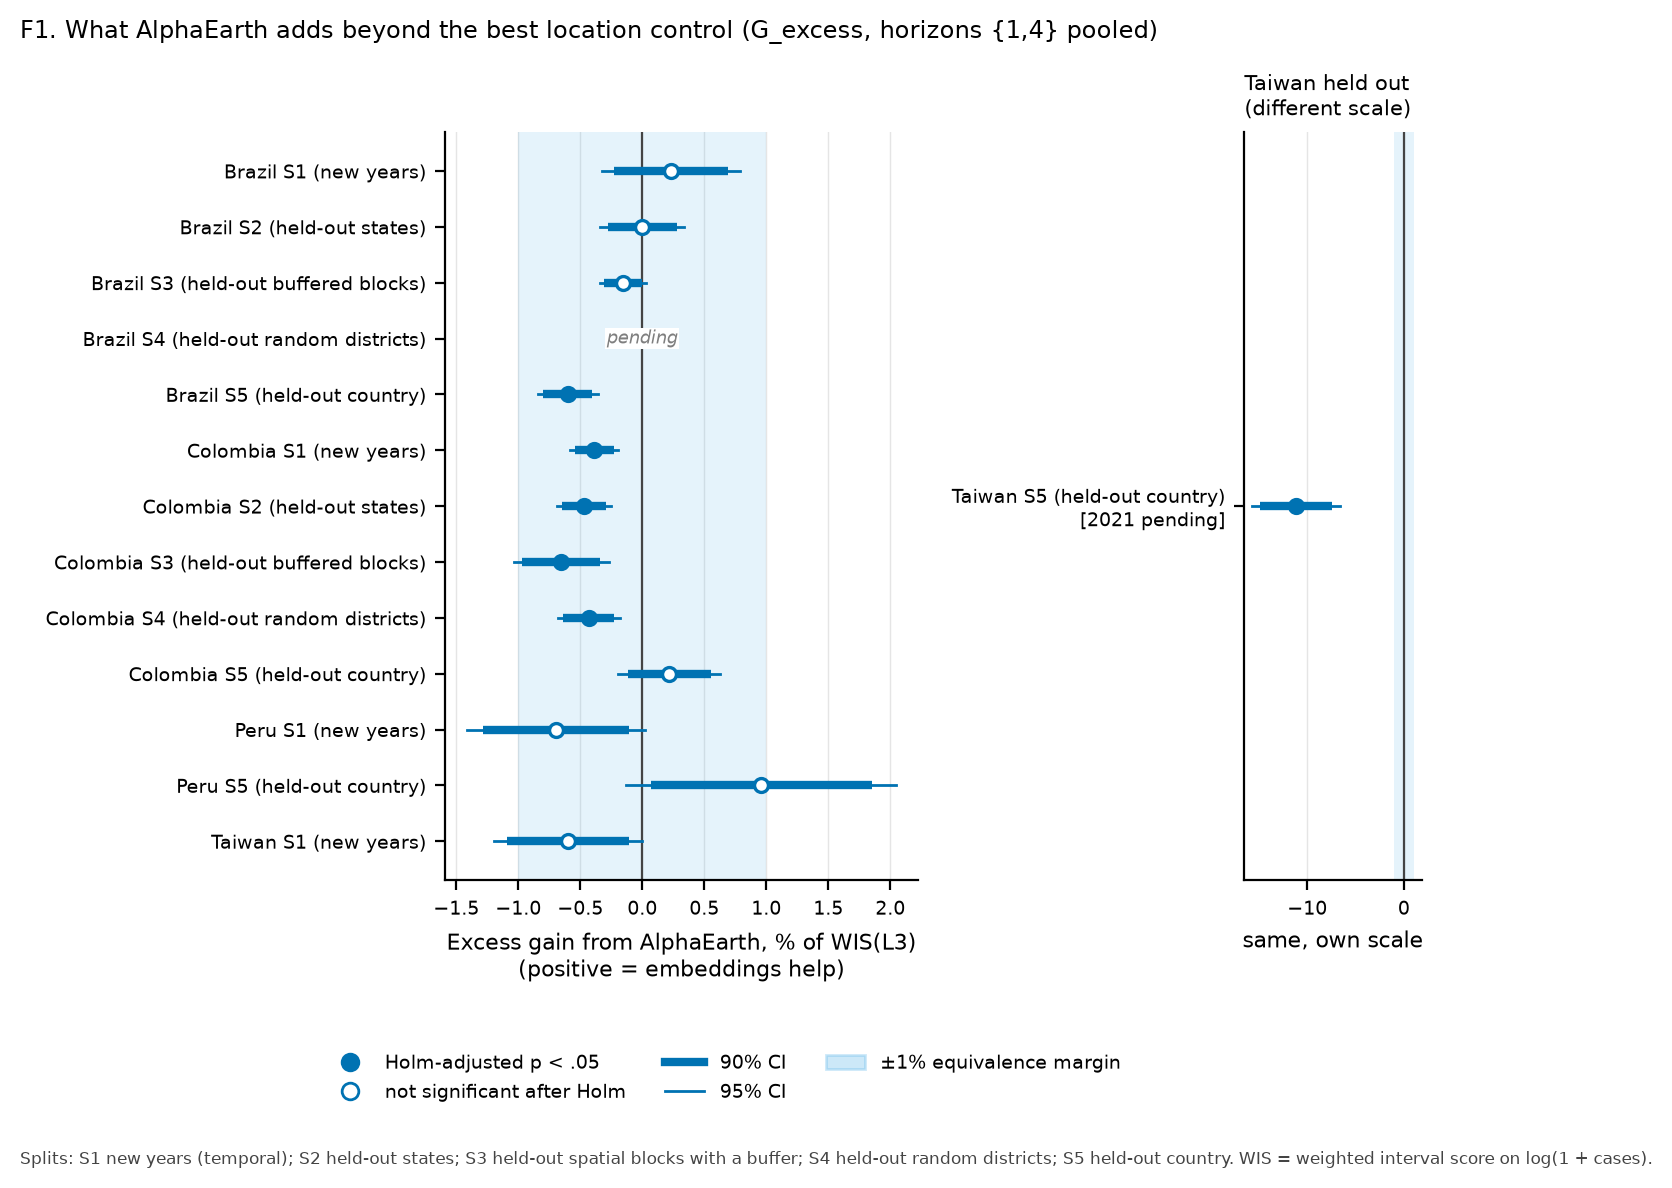 F1. What AlphaEarth adds beyond the best location control (G_excess, horizons {1,4} pooled)
Taiwan held out
(different scale)
Brazil S1 (new years)
Brazil S2 (held-out states)
Brazil S3 (held-out buffered blocks)
Brazil S4 (held-out random districts)
pending
Brazil S5 (held-out country)
Colombia S1 (new years)
Colombia S2 (held-out states)
Colombia S3 (held-out buffered blocks)
Colombia S4 (held-out random districts)
Colombia S5 (held-out country)
Peru S1 (new years)
Peru S5 (held-out country)
Taiwan S1 (new years)
−1.5 −1.0 −0.5 0.0 0.5 1.0 1.5 2.0
Excess gain from AlphaEarth, % of WIS(L3)
(positive = embeddings help)
Taiwan S5 (held-out country)
[2021 pending]
−10 0
same, own scale
Holm-adjusted p < .05
not significant after Holm
90% CI
95% CI
±1% equivalence margin
Splits: S1 new years (temporal); S2 held-out states; S3 held-out spatial blocks with a buffer; S4 held-out random districts; S5 held-out country. WIS = weighted interval score on log(1 + cases).